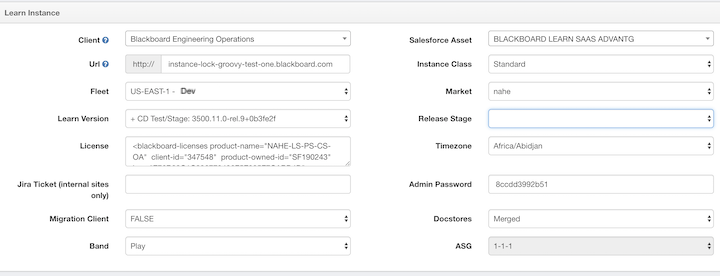 Learn Instance
Client Blackboard Engineering Operations
Salesforce Asset BLACKBOARD LEARN SAAS ADVANTG
Url http:// instance-lock-groovy-test-one.blackboard.com
Instance Class Standard
Fleet US-EAST-1 - Dev
Market nahe
Learn Version + CD Test/Stage: 3500.11.0-rel.9+0b3fe2f
Release Stage
License <blackboard-licenses product-name="NAHE-LS-PS-CS-
OA" client-id="347548" product-owned-id="SF190243"
Timezone Africa/Abidjan
Jira Ticket (internal sites
only)
Admin Password 8ccdd3992b51
Migration Client FALSE
Docstores Merged
Band Play
ASG 1-1-1